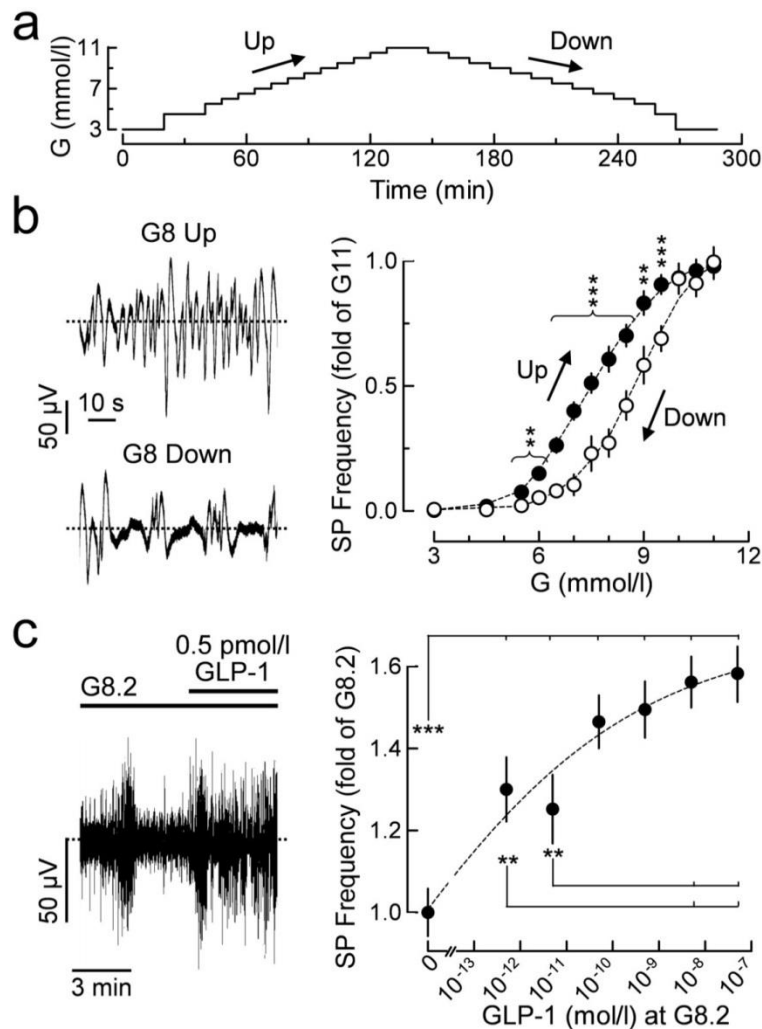 a
G (mmol/l)
11
7
3
Up
Down
0 60 120 180 240 300
Time (min)
b
G8 Up
50 µV
10 s
G8 Down
SP Frequency (fold of G11)
1.0
0.5
0.0
**
***
**
***
Up
Down
3 6 9 12
G (mmol/l)
c
0.5 pmol/l
G8.2 GLP-1
50 µV
3 min
SP Frequency (fold of G8.2)
1.6
1.4
1.2
1.0
***
**
**
0 10⁻¹³ 10⁻¹² 10⁻¹¹ 10⁻¹⁰ 10⁻⁹ 10⁻⁸ 10⁻⁷
GLP-1 (mol/l) at G8.2